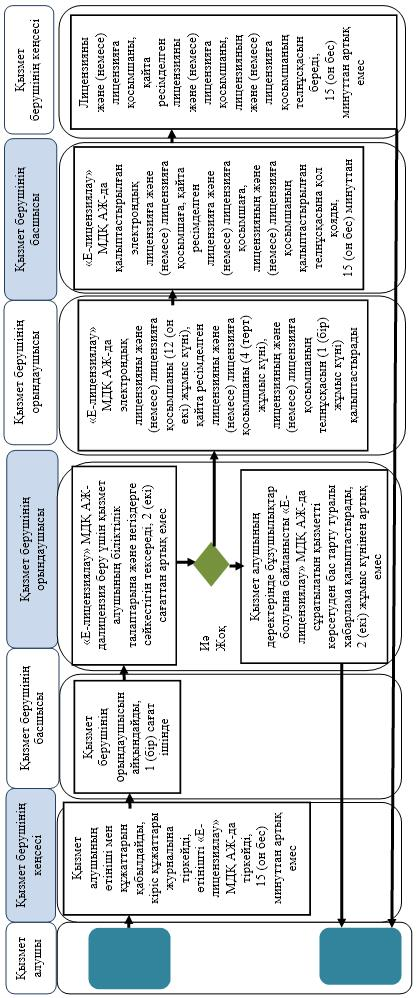 Қызмет
алушы
Қызмет берушінің
кеңсесі
Қызмет
алушының
өтініші мен
құжаттарын
қабылдайды,
кіріс құжаттары
журналына
тіркейді,
өтінішті «Е-
лицензиялау»
МДҚ АЖ-да
тіркейді,
15 (он бес)
минуттан артық
емес
Қызмет берушінің
басшысы
Қызмет
берушінің
орындаушысын
айқындайды,
1 (бір) сағат
ішінде
Қызмет берушінің
орындаушысы
«Е-лицензиялау» МДҚ АЖ-
далицензия беру үшін қызмет
алушының біліктілік
талаптарына және негіздерге
сәйкестігін тексереді, 2 (екі)
сағаттан артық емес
Иә
Жоқ
Қызмет алушының
деректерінде бұзушылықтар
болуына байланысты «Е-
лицензиялау» МДҚ АЖ-да
сұратылатын қызметті
көрсетуден бас тарту туралы
хабарлама қалыптастырады,
2 (екі) жұмыс күнінен артық
емес
Қызмет берушінің
орындаушысы
«Е-лицензиялау»
МДҚ АЖ-да
электрондық
лицензияны және
(немесе) лицензияға
қосымшаны (12 (он
екі) жұмыс күні),
қайта ресімделген
лицензияны және
(немесе) лицензияға
қосымшаны (4 (төрт)
жұмыс күні),
лицензияның және
(немесе) лицензияға
қосымшаның
телнұсқасын (1 (бір)
жұмыс күні)
қалыптастырады
Қызмет берушінің
басшысы
«Е-лицензиялау»
МДҚ АЖ-да
қалыптастырылған
электрондық
лицензияға және
(немесе) лицензияға
қосымшаға, қайта
ресімделген
лицензияға және
(немесе) лицензияға
қосымшаға,
лицензияның және
(немесе) лицензияға
қосымшаның
қалыптастырылған
телнұсқасына қол
қояды,
15 (он бес) минуттан
Қызмет
берушінің кеңсесі
Лицензияны
және (немесе)
лицензияға
қосымшаны,
қайта
ресімделген
лицензияны
және (немесе)
лицензияға
қосымшаны,
лицензияның
және (немесе)
лицензияға
қосымшаның
телнұсқасын
береді,
15 (он бес)
минуттан артық
емес